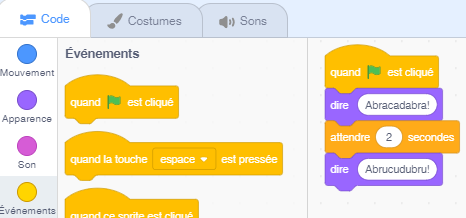 Code
Costumes
Sons
Mouvement
Apparence
Son
Événements
Événements
quand est cliqué
quand la touche espace est pressée
quand ce sprite est cliqué
quand est cliqué
dire Abracadabra!
attendre 2 secondes
dire Abrucudubru!